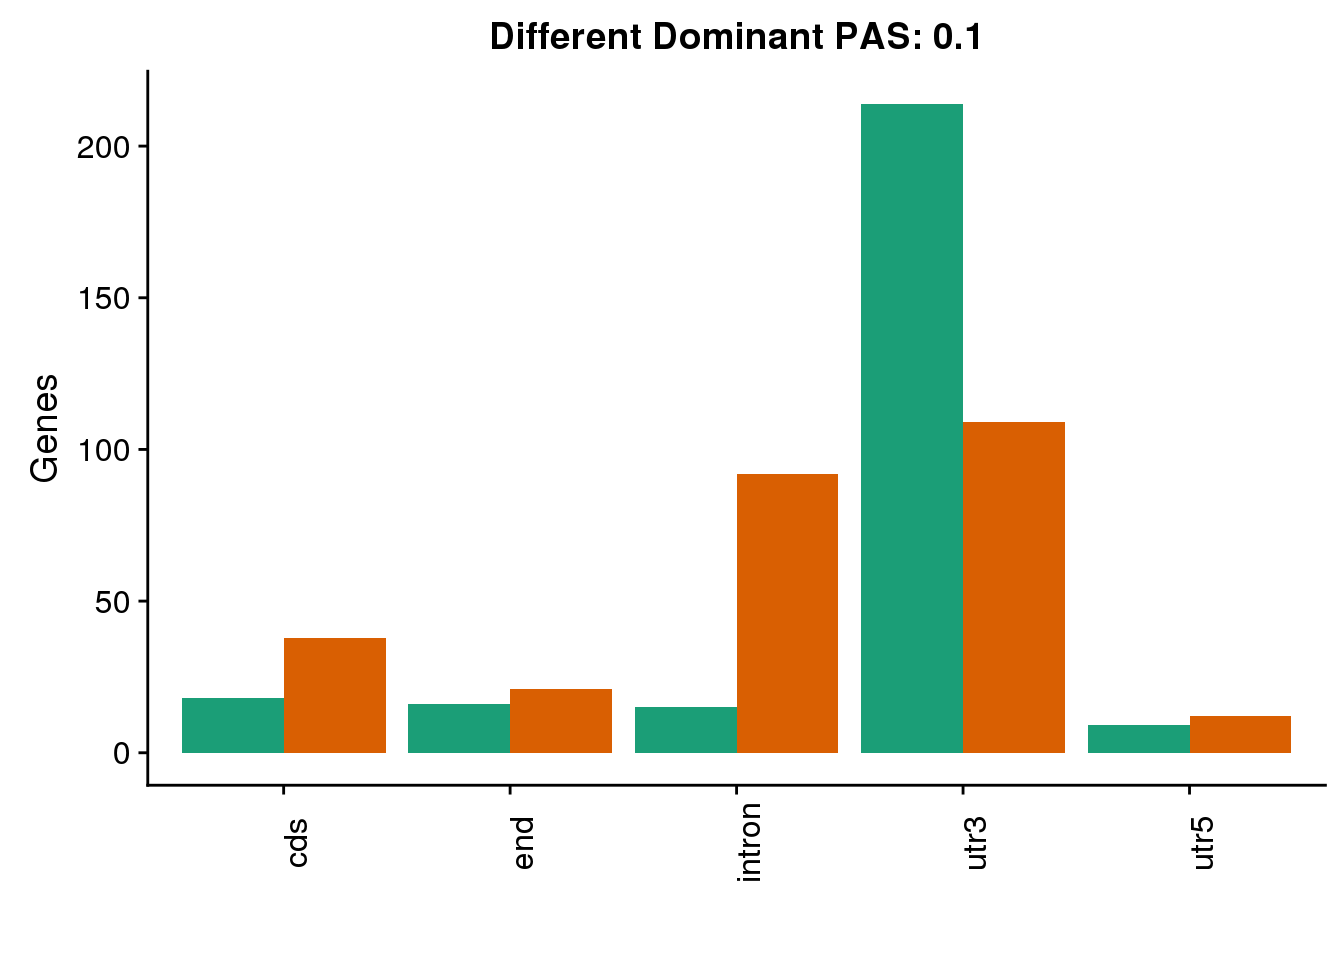 Different Dominant PAS: 0.1
200
150
100
50
0
Genes
cds
end
intron
utr3
utr5